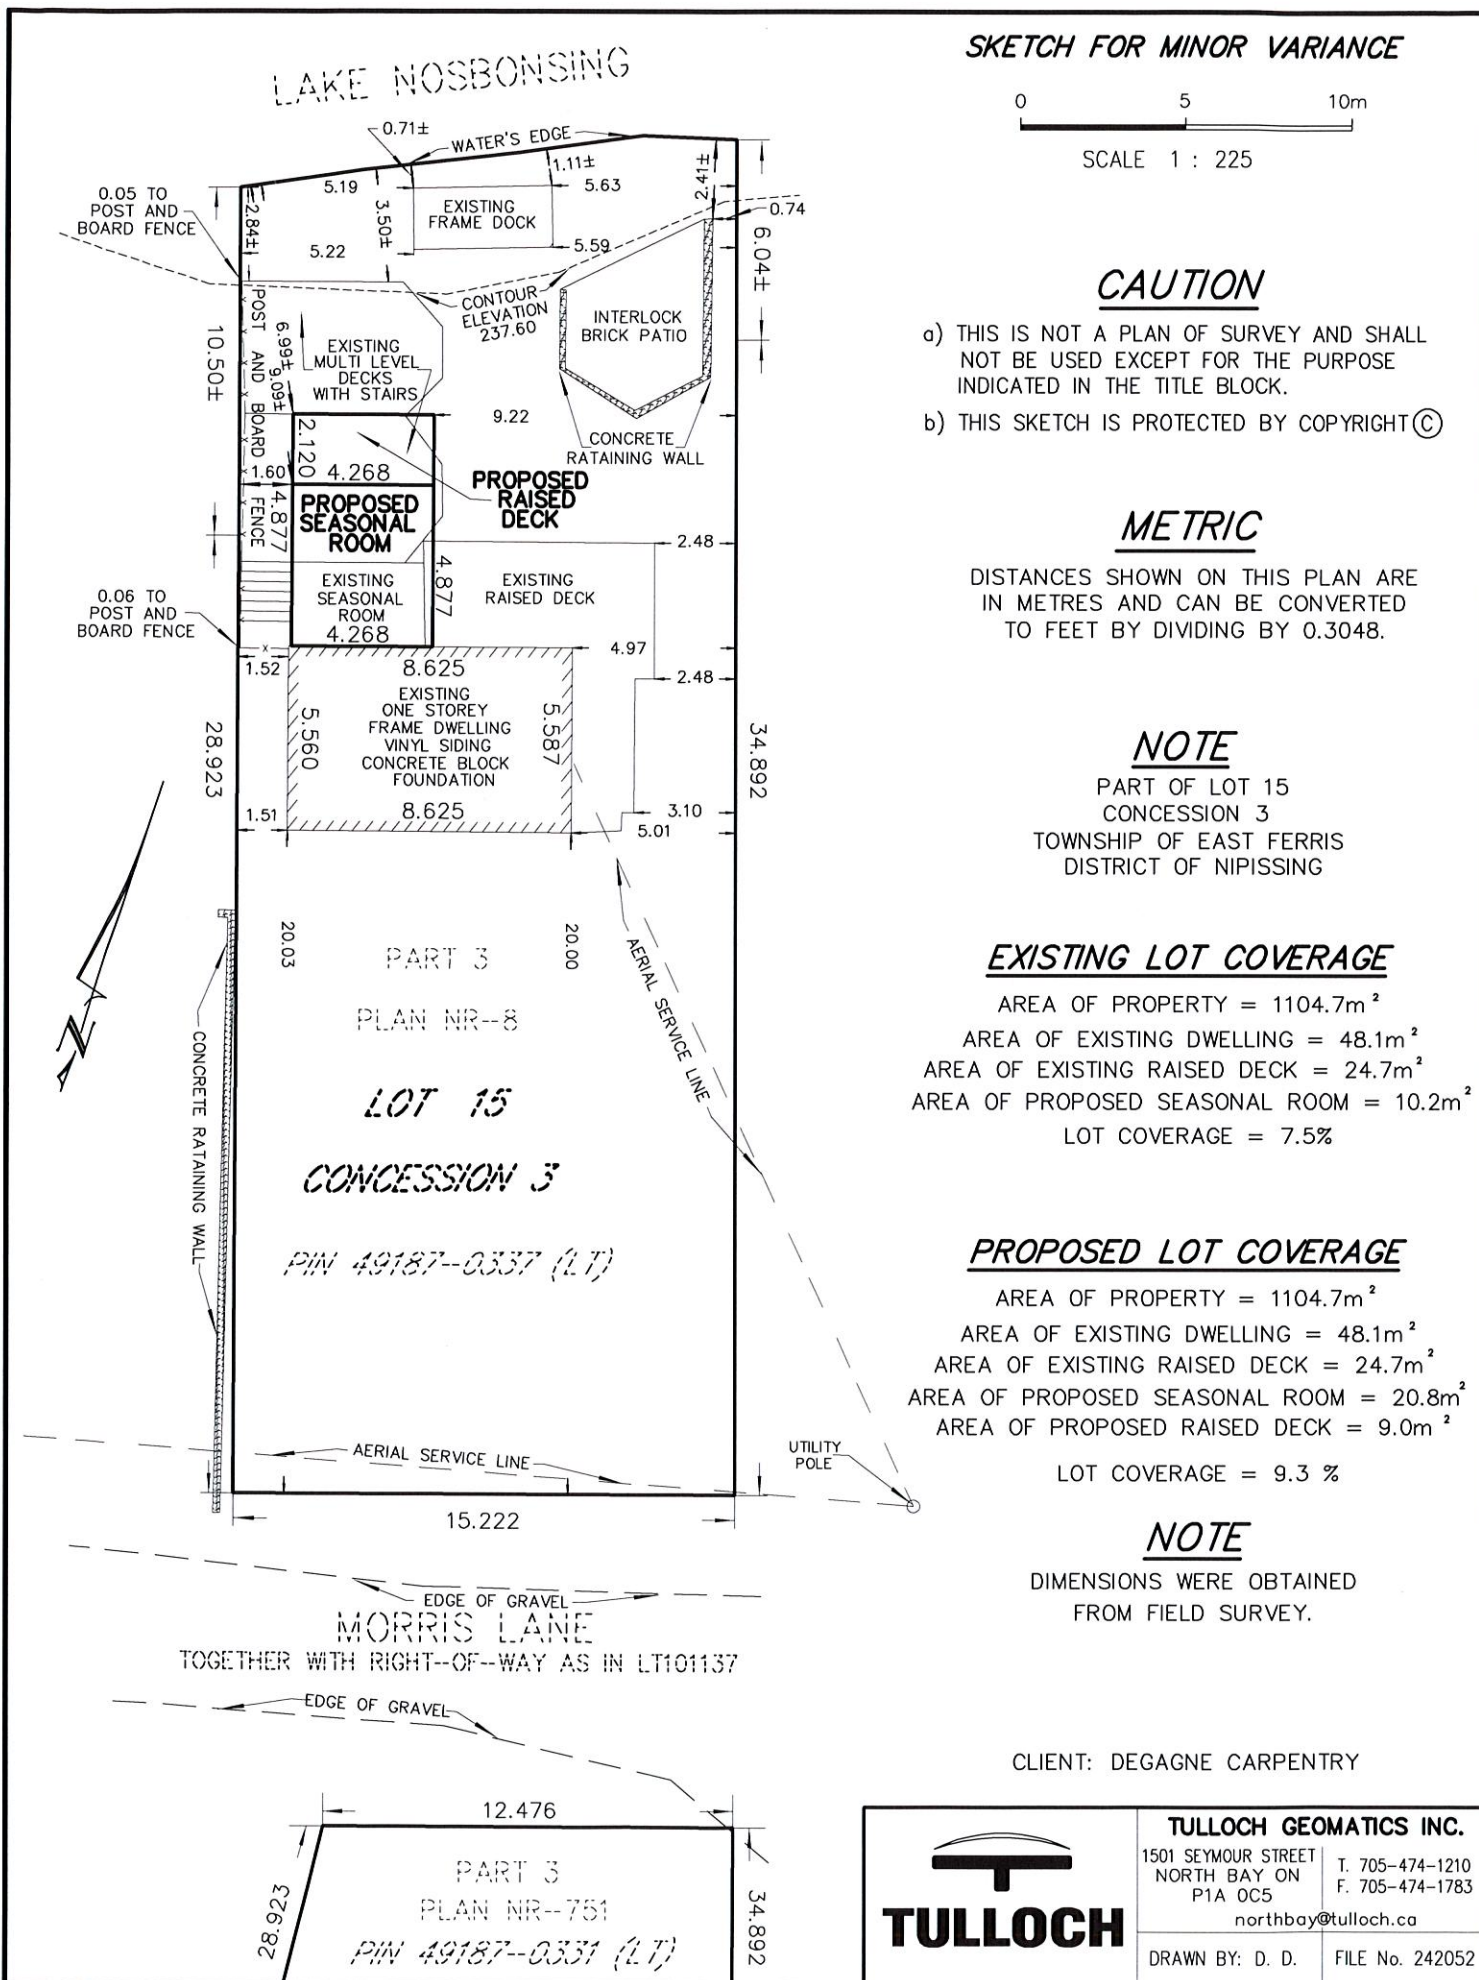 LAKE NOSBONSING
SKETCH FOR MINOR VARIANCE
0 5 10m
SCALE 1 : 225
0.71±
WATER'S EDGE
1.11±
0.05 TO
POST AND
BOARD FENCE
5.19
5.63
2.84±
3.50±
2.41±
EXISTING
FRAME DOCK
0.74
5.22
5.59
6.04±
CONTOUR
ELEVATION
237.60
INTERLOCK
BRICK PATIO
POST AND BOARD FENCE
10.50±
6.99±
9.09±
EXISTING
MULTI LEVEL
DECKS
WITH STAIRS
9.22
CONCRETE
RATAINING WALL
2.120
4.268
1.60
PROPOSED
RAISED
DECK
4.877
PROPOSED
SEASONAL
ROOM
2.48
EXISTING
SEASONAL
ROOM
4.268
4.877
EXISTING
RAISED DECK
0.06 TO
POST AND
BOARD FENCE
1.52
8.625
4.97
2.48
EXISTING
ONE STOREY
FRAME DWELLING
VINYL SIDING
CONCRETE BLOCK
FOUNDATION
5.560
5.587
28.923
34.892
1.51
8.625
3.10
5.01
20.03
20.00
PART 3
PLAN NR--8
LOT 15
CONCESSION 3
PIN 49187--0337 (LT)
AERIAL SERVICE LINE
CONCRETE RATAINING WALL
N
AERIAL SERVICE LINE
UTILITY
POLE
15.222
EDGE OF GRAVEL
MORRIS LANE
TOGETHER WITH RIGHT--OF--WAY AS IN LT101137
EDGE OF GRAVEL
12.476
PART 3
PLAN NR--751
PIN 49187--0331 (LT)
28.923
34.892
CAUTION
a) THIS IS NOT A PLAN OF SURVEY AND SHALL
NOT BE USED EXCEPT FOR THE PURPOSE
INDICATED IN THE TITLE BLOCK.
b) THIS SKETCH IS PROTECTED BY COPYRIGHT ©
METRIC
DISTANCES SHOWN ON THIS PLAN ARE
IN METRES AND CAN BE CONVERTED
TO FEET BY DIVIDING BY 0.3048.
NOTE
PART OF LOT 15
CONCESSION 3
TOWNSHIP OF EAST FERRIS
DISTRICT OF NIPISSING
EXISTING LOT COVERAGE
AREA OF PROPERTY = 1104.7m²
AREA OF EXISTING DWELLING = 48.1m²
AREA OF EXISTING RAISED DECK = 24.7m²
AREA OF PROPOSED SEASONAL ROOM = 10.2m²
LOT COVERAGE = 7.5%
PROPOSED LOT COVERAGE
AREA OF PROPERTY = 1104.7m²
AREA OF EXISTING DWELLING = 48.1m²
AREA OF EXISTING RAISED DECK = 24.7m²
AREA OF PROPOSED SEASONAL ROOM = 20.8m²
AREA OF PROPOSED RAISED DECK = 9.0m²
LOT COVERAGE = 9.3 %
NOTE
DIMENSIONS WERE OBTAINED
FROM FIELD SURVEY.
CLIENT: DEGAGNE CARPENTRY
TULLOCH
TULLOCH GEOMATICS INC.
1501 SEYMOUR STREET
NORTH BAY ON
P1A 0C5
T. 705-474-1210
F. 705-474-1783
northbay@tulloch.ca
DRAWN BY: D. D.
FILE No. 242052